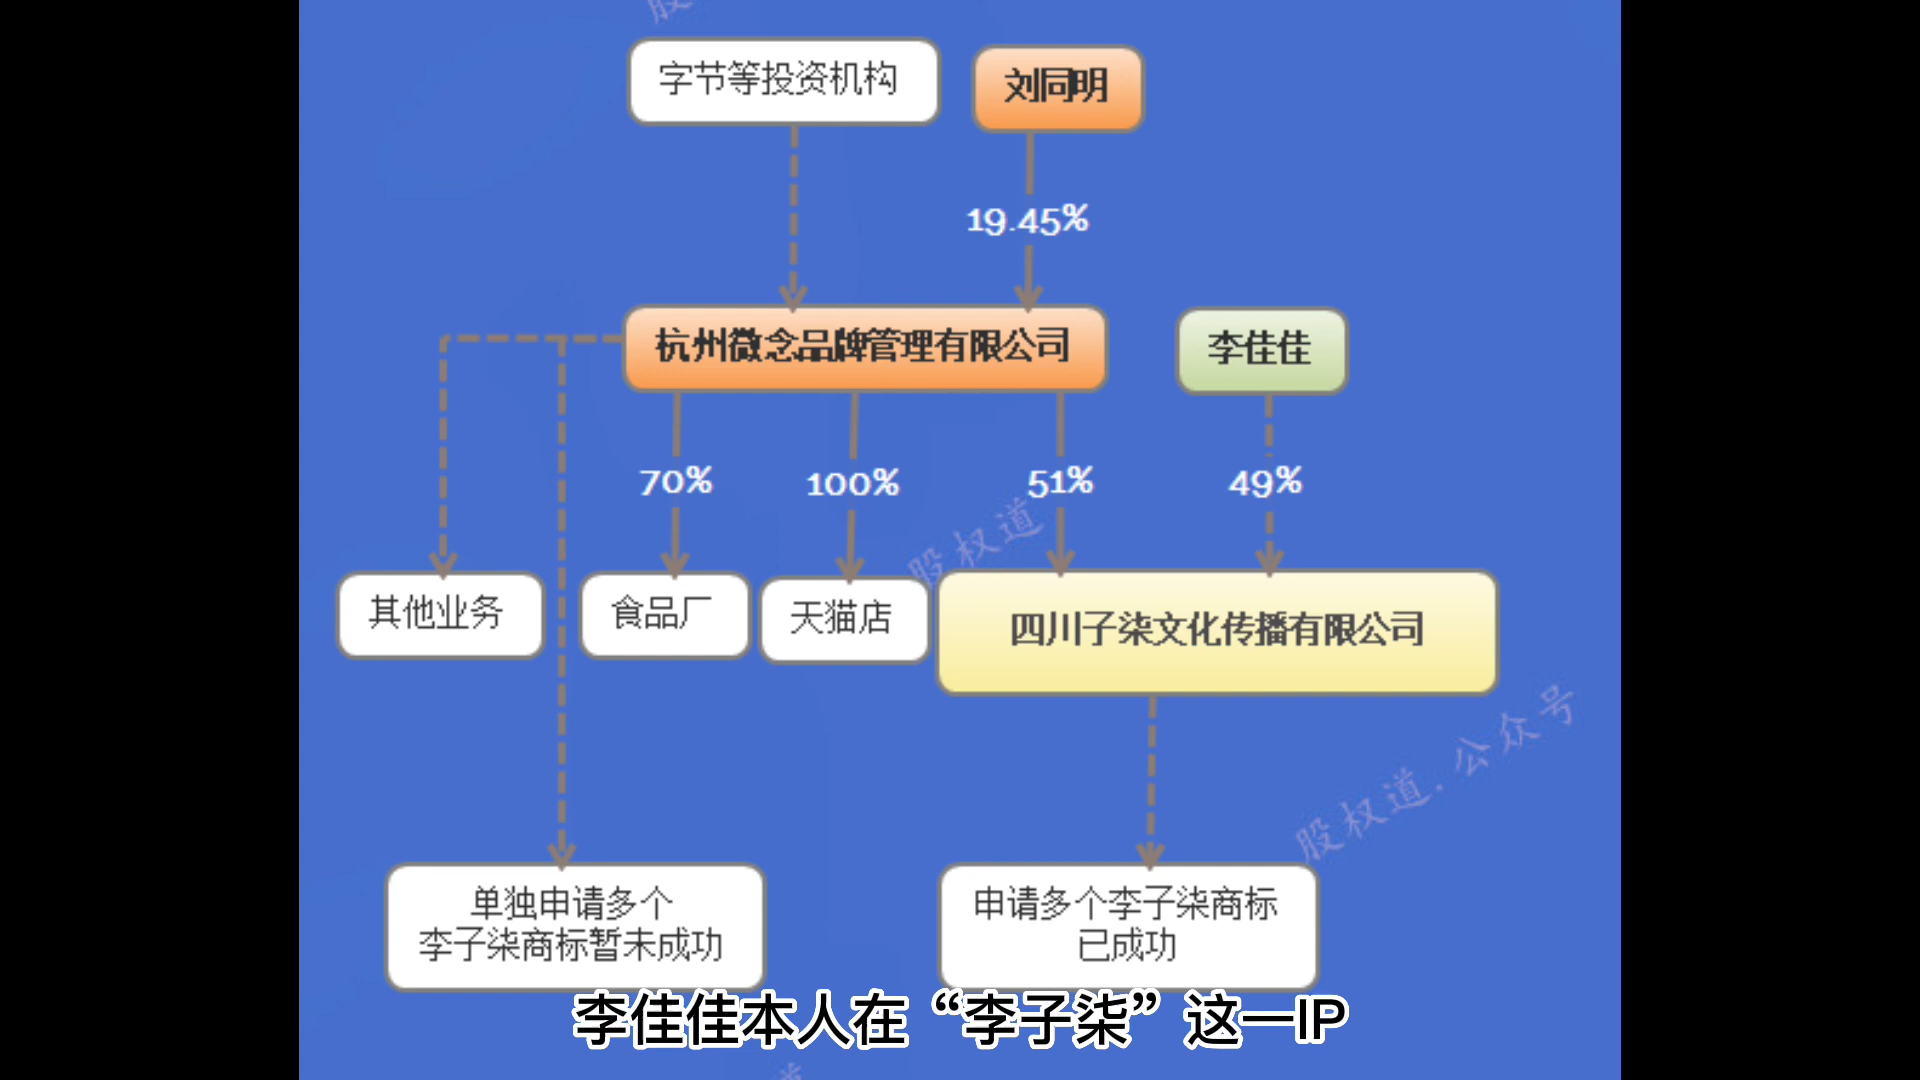 股
字节等投资机构
刘同明
19.45%
杭州微念品牌管理有限公司
李佳佳
70%
100%
51%
49%
股权道
其他业务
食品厂
天猫店
四川子柒文化传播有限公司
股权道.公众号
单独申请多个
李子柒商标暂未成功
申请多个李子柒商标
已成功
李佳佳本人在“李子柒”这一IP
道